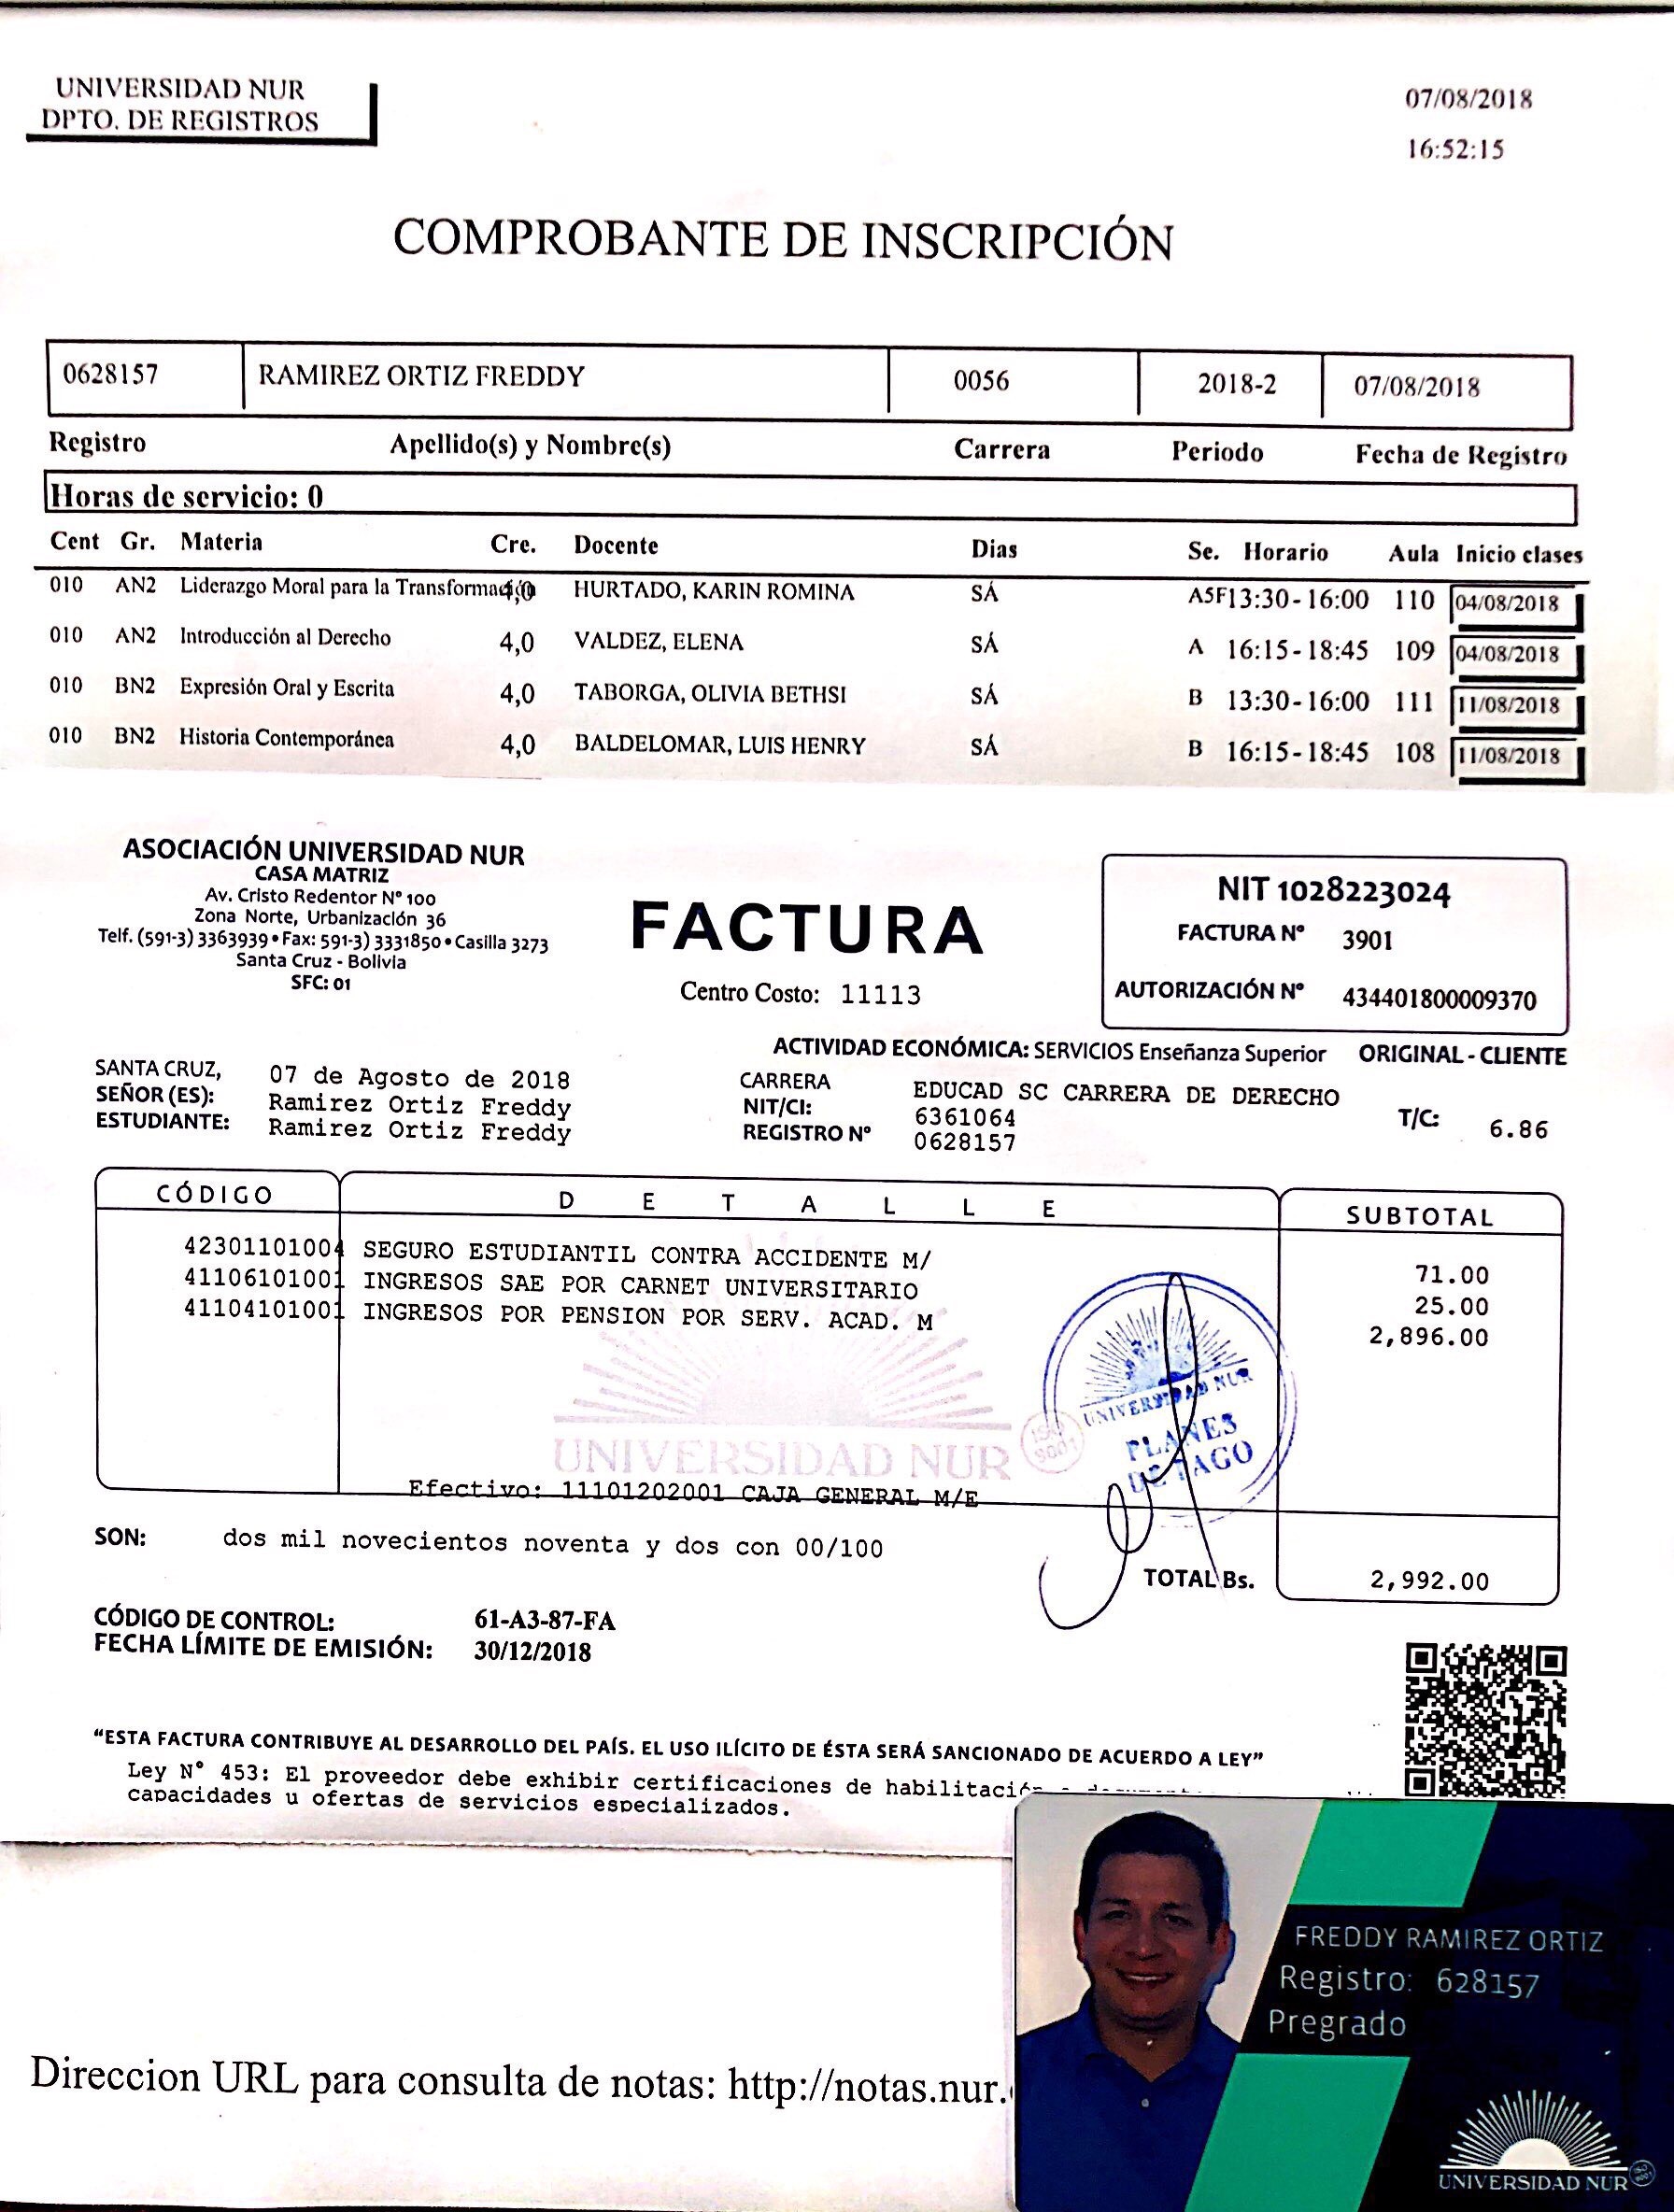 UNIVERSIDAD NUR
DPTO. DE REGISTROS
07/08/2018
16:52:15
COMPROBANTE DE INSCRIPCIÓN
0628157 RAMIREZ ORTIZ FREDDY 0056 2018-2 07/08/2018
Registro Apellido(s) y Nombre(s) Carrera Periodo Fecha de Registro
Horas de servicio: 0
Cent Gr. Materia Cre. Docente Dias Se. Horario Aula Inicio clases
010 AN2 Liderazgo Moral para la Transformación 4,0 HURTADO, KARIN ROMINA SÁ A5F 13:30 - 16:00 110 04/08/2018
010 AN2 Introducción al Derecho 4,0 VALDEZ, ELENA SÁ A 16:15 - 18:45 109 04/08/2018
010 BN2 Expresión Oral y Escrita 4,0 TABORGA, OLIVIA BETHSI SÁ B 13:30 - 16:00 111 11/08/2018
010 BN2 Historia Contemporánea 4,0 BALDELOMAR, LUIS HENRY SÁ B 16:15 - 18:45 108 11/08/2018
ASOCIACIÓN UNIVERSIDAD NUR
CASA MATRIZ
Av. Cristo Redentor Nº 100
Zona Norte, Urbanización 36
Telf. (591-3) 3363939 • Fax: 591-3) 3331850 • Casilla 3273
Santa Cruz - Bolivia
SFC: 01
FACTURA
Centro Costo: 11113
NIT 1028223024
FACTURA Nº 3901
AUTORIZACIÓN Nº 434401800009370
ACTIVIDAD ECONÓMICA: SERVICIOS Enseñanza Superior ORIGINAL - CLIENTE
SANTA CRUZ, 07 de Agosto de 2018 CARRERA EDUCAD SC CARRERA DE DERECHO
SEÑOR (ES): Ramirez Ortiz Freddy NIT/CI: 6361064 T/C: 6.86
ESTUDIANTE: Ramirez Ortiz Freddy REGISTRO Nº 0628157
CÓDIGO DETALLE SUBTOTAL
42301101004 SEGURO ESTUDIANTIL CONTRA ACCIDENTE M/ 71.00
41106101001 INGRESOS SAE POR CARNET UNIVERSITARIO 25.00
41104101001 INGRESOS POR PENSION POR SERV. ACAD. M 2,896.00
UNIVERSIDAD NUR
ISO 9001
UNIVERSIDAD NUR
PLANES
DE PAGO
Efectivo: 11101202001 CAJA GENERAL M/E
SON: dos mil novecientos noventa y dos con 00/100
TOTAL Bs. 2,992.00
CÓDIGO DE CONTROL: 61-A3-87-FA
FECHA LÍMITE DE EMISIÓN: 30/12/2018
“ESTA FACTURA CONTRIBUYE AL DESARROLLO DEL PAÍS. EL USO ILÍCITO DE ÉSTA SERÁ SANCIONADO DE ACUERDO A LEY”
Ley Nº 453: El proveedor debe exhibir certificaciones de habilitación
capacidades u ofertas de servicios especializados.
FREDDY RAMIREZ ORTIZ
Registro: 628157
Pregrado
UNIVERSIDAD NUR
Direccion URL para consulta de notas: http://notas.nur.